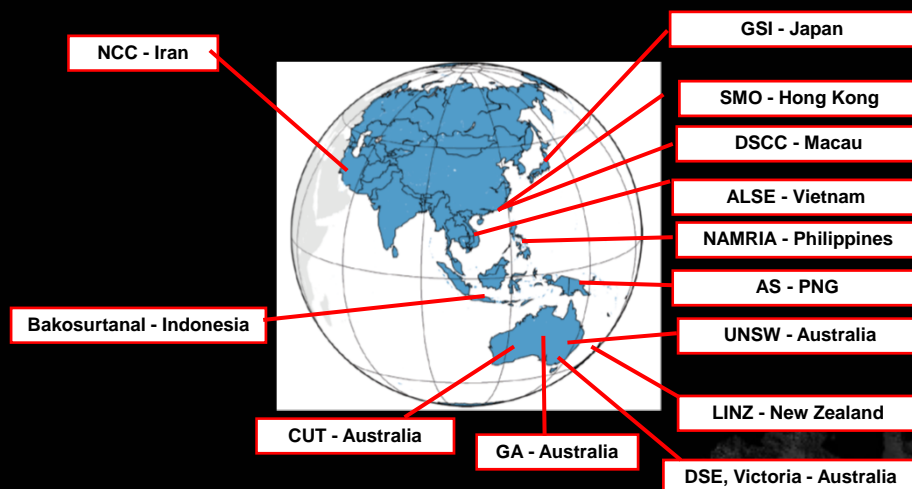 GSI - Japan
NCC - Iran
SMO - Hong Kong
DSCC – Macau
ALSE - Vietnam
NAMRIA - Philippines
AS - PNG
Bakosurtanal - Indonesia
UNSW - Australia
LINZ - New Zealand
CUT - Australia
GA - Australia
DSE, Victoria - Australia